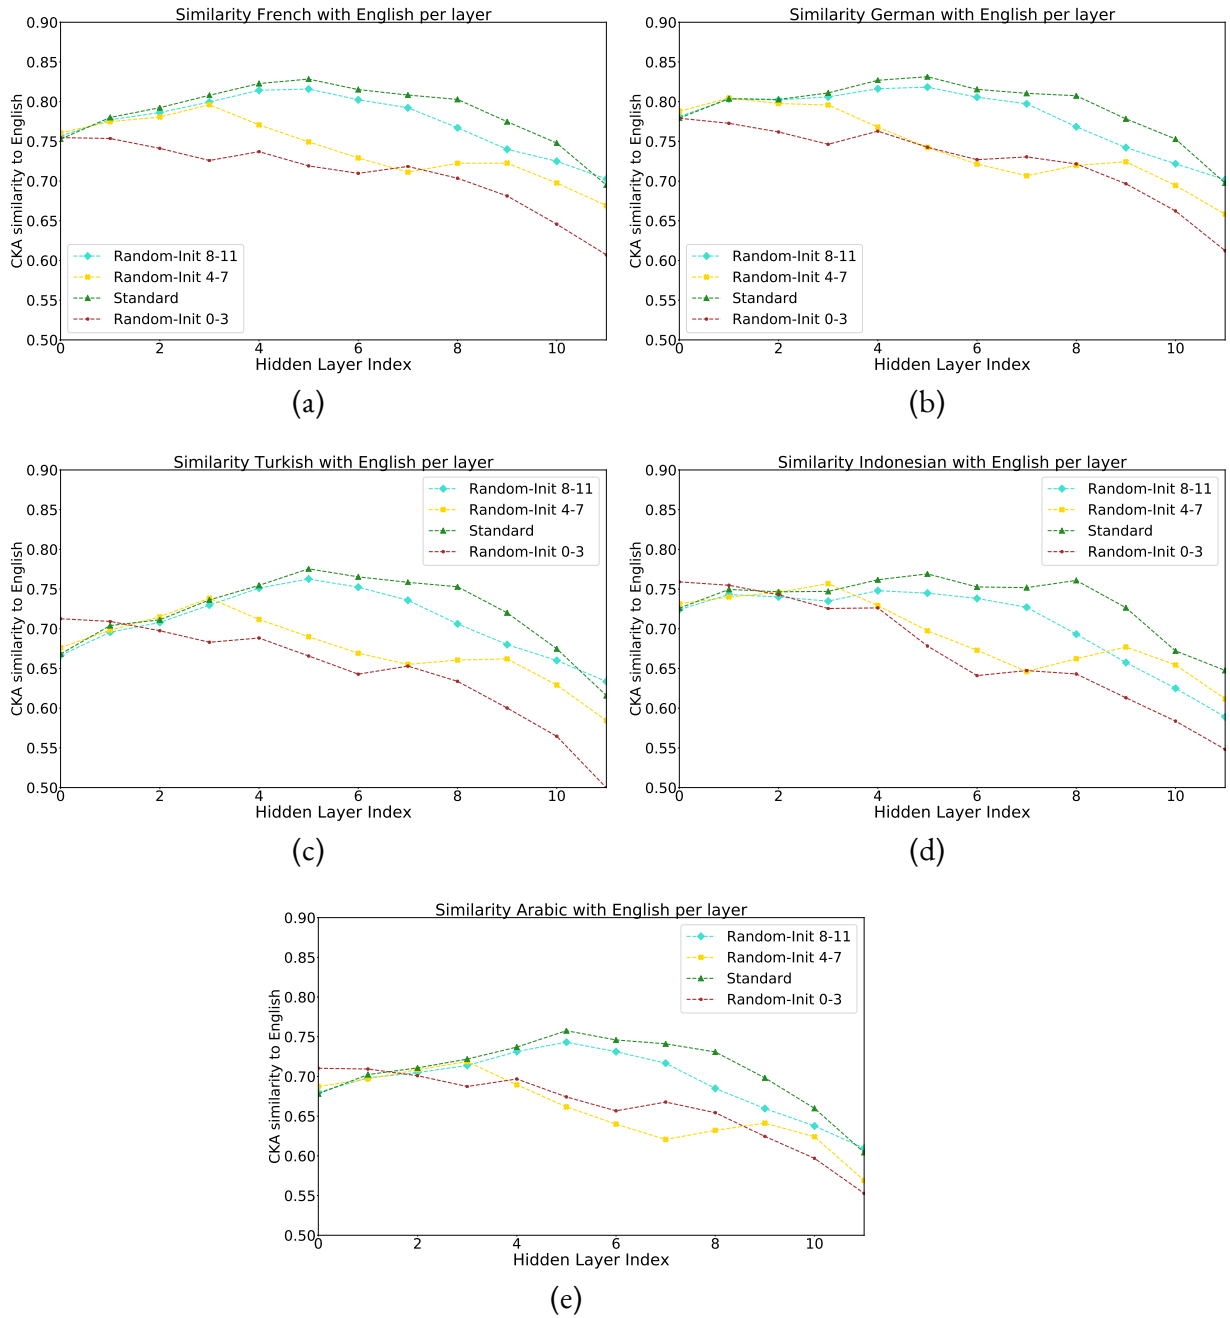 Similarity French with English per layer
CKA similarity to English
0.90
0.85
0.80
0.75
0.70
0.65
0.60
0.55
0.50
Random-Init 8-11
Random-Init 4-7
Standard
Random-Init 0-3
0 2 4 6 8 10
Hidden Layer Index
(a)
Similarity German with English per layer
CKA similarity to English
0.90
0.85
0.80
0.75
0.70
0.65
0.60
0.55
0.50
Random-Init 8-11
Random-Init 4-7
Standard
Random-Init 0-3
0 2 4 6 8 10
Hidden Layer Index
(b)
Similarity Turkish with English per layer
CKA similarity to English
0.90
0.85
0.80
0.75
0.70
0.65
0.60
0.55
0.50
Random-Init 8-11
Random-Init 4-7
Standard
Random-Init 0-3
0 2 4 6 8 10
Hidden Layer Index
(c)
Similarity Indonesian with English per layer
CKA similarity to English
0.90
0.85
0.80
0.75
0.70
0.65
0.60
0.55
0.50
Random-Init 8-11
Random-Init 4-7
Standard
Random-Init 0-3
0 2 4 6 8 10
Hidden Layer Index
(d)
Similarity Arabic with English per layer
CKA similarity to English
0.90
0.85
0.80
0.75
0.70
0.65
0.60
0.55
0.50
Random-Init 8-11
Random-Init 4-7
Standard
Random-Init 0-3
0 2 4 6 8 10
Hidden Layer Index
(e)